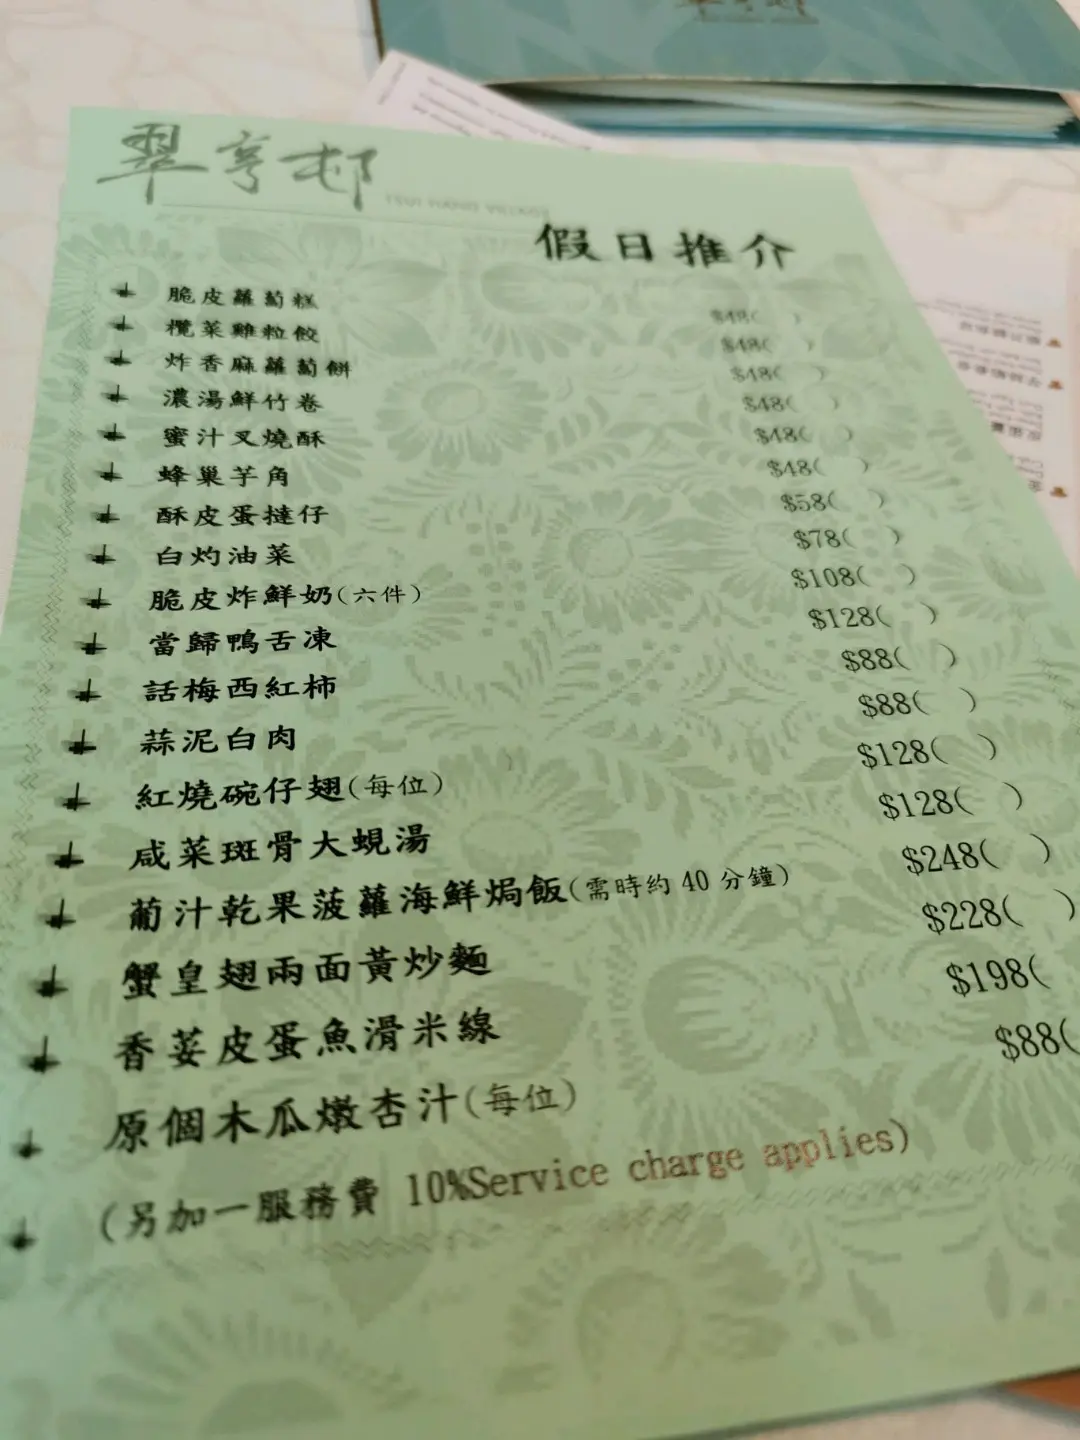 翠亨邨
TSUI HANG VILLAGE
假日推介
脆皮蘿蔔糕 $48( )
欖菜雞粒餃 $48( )
炸香麻蘿蔔餅 $48( )
濃湯鮮竹卷 $48( )
蜜汁叉燒酥 $48( )
蜂巢芋角 $48( )
酥皮蛋撻仔 $58( )
白灼油菜 $78( )
脆皮炸鮮奶(六件) $108( )
當歸鴨舌凍 $128( )
話梅西紅柿 $88( )
蒜泥白肉 $88( )
紅燒碗仔翅(每位) $128( )
咸菜斑骨大蜆湯 $128( )
葡汁乾果菠蘿海鮮焗飯(需時約 40 分鐘) $248( )
蟹皇翅兩面黃炒麵 $228( )
香荽皮蛋魚滑米線 $198(
原個木瓜燉杏汁(每位) $88(
(另加一服務費 10%Service charge applies)